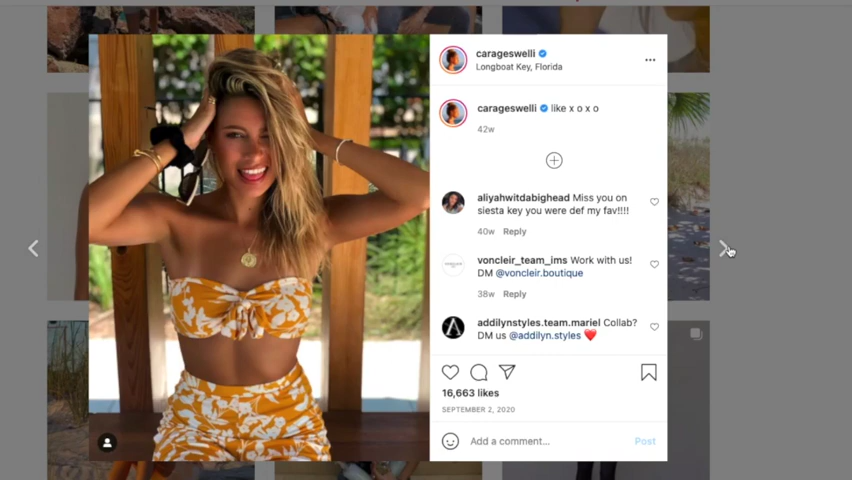 carageswelli
Longboat Key, Florida
carageswelli like x o x o
42w
aliyahwitdabighead Miss you on
siesta key you were def my fav!!!!
40w Reply
voncleir_team_ims Work with us!
DM @voncleir.boutique
38w Reply
addilynstyles.team.mariel Collab?
DM us @addilyn.styles ❤️
16,663 likes
SEPTEMBER 2, 2020
Add a comment... Post